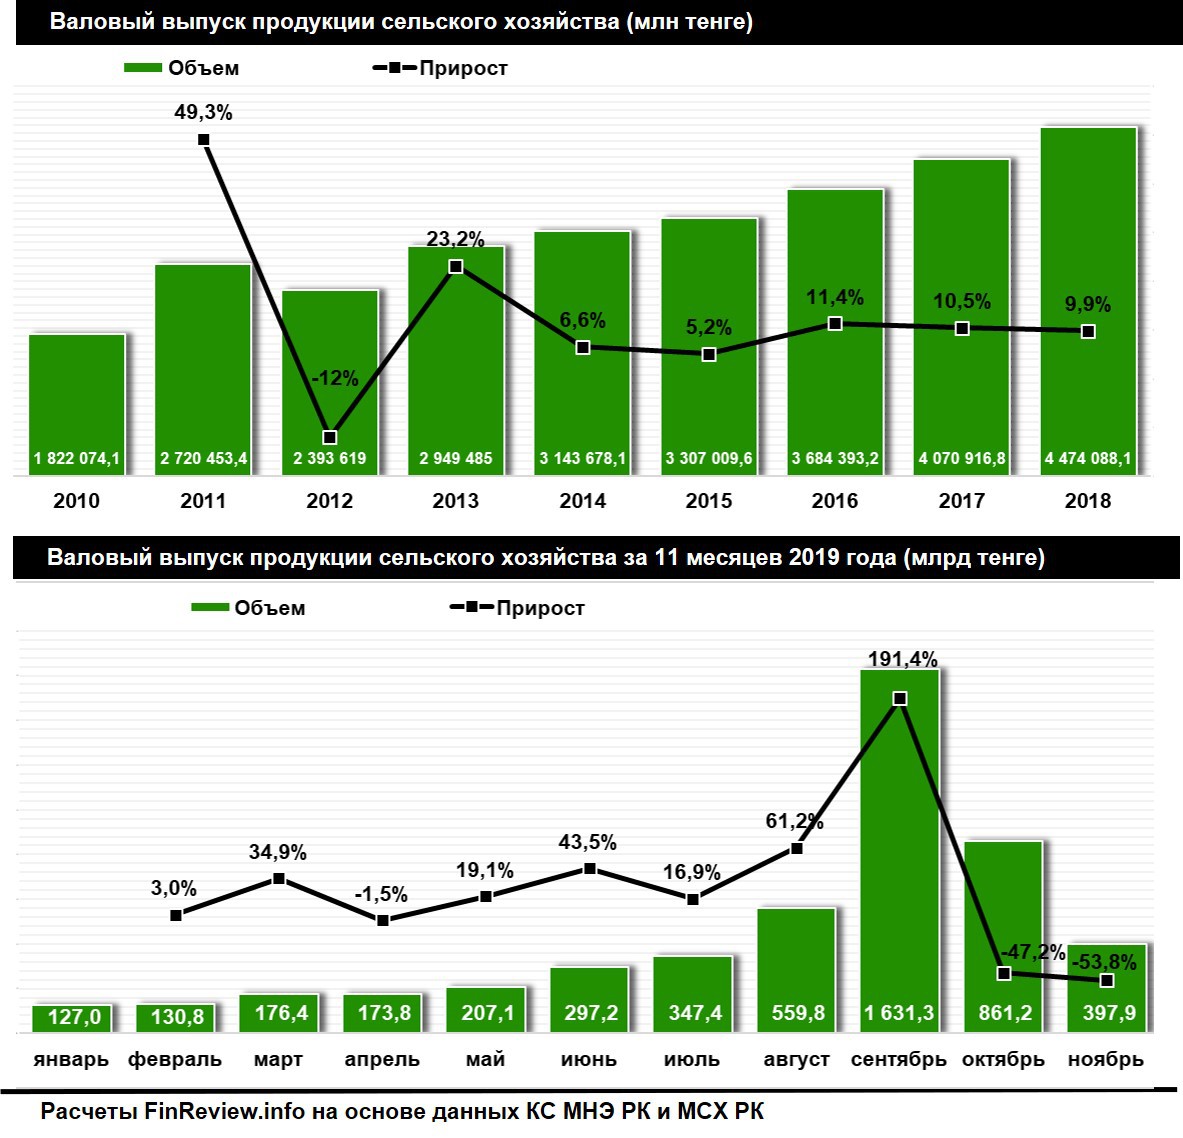 Валовый выпуск продукции сельского хозяйства (млн тенге)
Объем Прирост
49,3%
-12%
23,2%
6,6%
5,2%
11,4%
10,5%
9,9%
1 822 074,1 2 720 453,4 2 393 619 2 949 485 3 143 678,1 3 307 009,6 3 684 393,2 4 070 916,8 4 474 088,1
2010 2011 2012 2013 2014 2015 2016 2017 2018
Валовый выпуск продукции сельского хозяйства за 11 месяцев 2019 года (млрд тенге)
Объем Прирост
3,0%
34,9%
-1,5%
19,1%
43,5%
16,9%
61,2%
191,4%
-47,2%
-53,8%
127,0 130,8 176,4 173,8 207,1 297,2 347,4 559,8 1 631,3 861,2 397,9
январь февраль март апрель май июнь июль август сентябрь октябрь ноябрь
Расчеты FinReview.info на основе данных КС МНЭ РК и МСХ РК